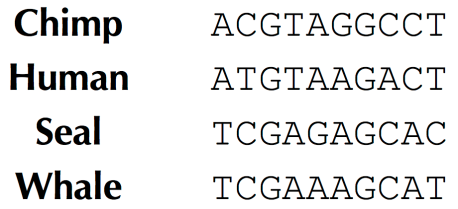 Chimp ACGTAGGCCT
Human ATGTAAGACT
Seal TCGAGAGCAC
Whale TCGAAAGCAT